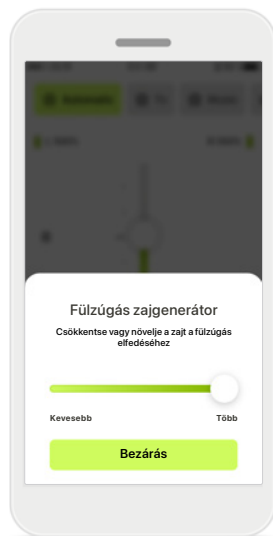 Fülzúgás zajgenerátor
Csökkentse vagy növelje a zajt a fülzúgás
elfedéséhez
Kevesebb Több
Bezárás